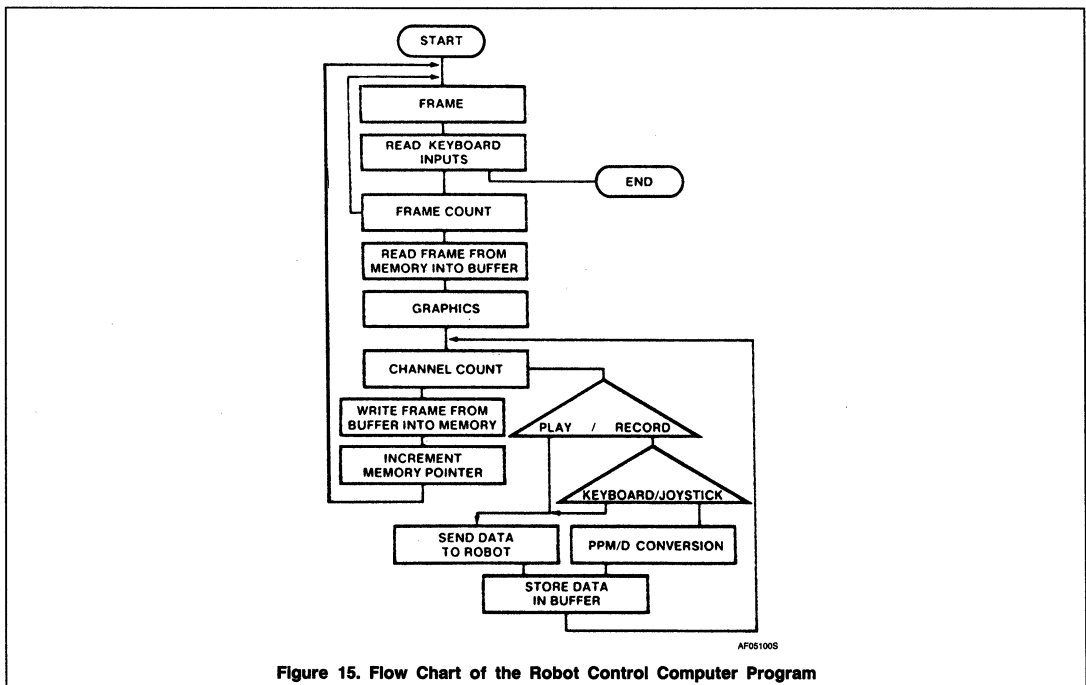 START
FRAME
READ KEYBOARD
INPUTS
END
FRAME COUNT
READ FRAME FROM
MEMORY INTO BUFFER
GRAPHICS
CHANNEL COUNT
WRITE FRAME FROM
BUFFER INTO MEMORY
PLAY / RECORD
INCREMENT
MEMORY POINTER
KEYBOARD/JOYSTICK
SEND DATA
TO ROBOT
PPM/D CONVERSION
STORE DATA
IN BUFFER
AF05100S
Figure 15. Flow Chart of the Robot Control Computer Program